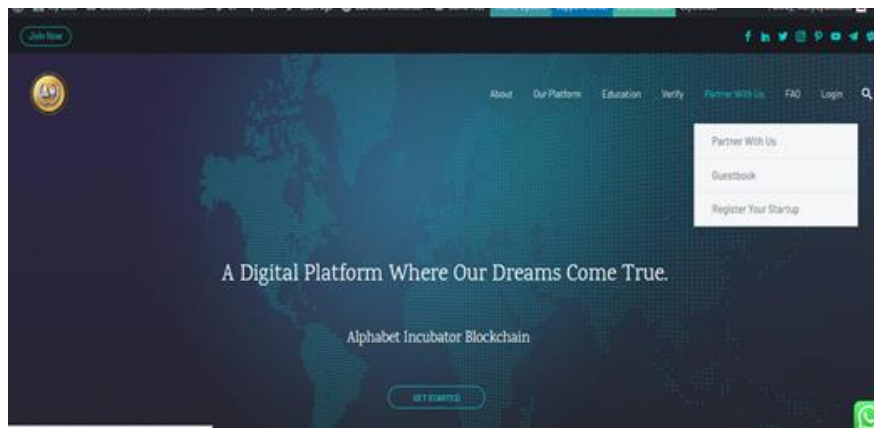 Join Now
About Our Platform Education Verify Partner With Us FAQ Login
Partner With Us
Guestbook
Register Your Startup
A Digital Platform Where Our Dreams Come True.
Alphabet Incubator Blockchain
GET STARTED